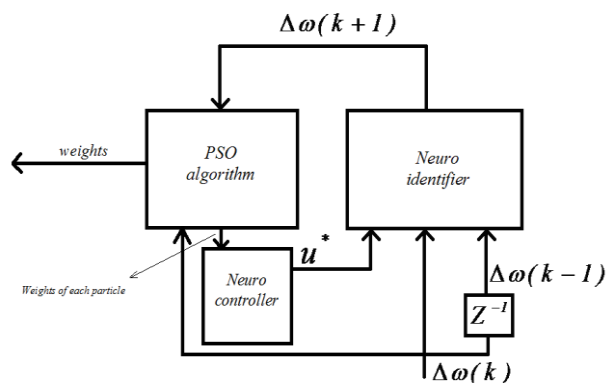 Δω(k+1)
weights
PSO
algorithm
Neuro
identifier
u*
Weights of each particle
Neuro
controller
Δω(k−1)
Z⁻¹
Δω(k)